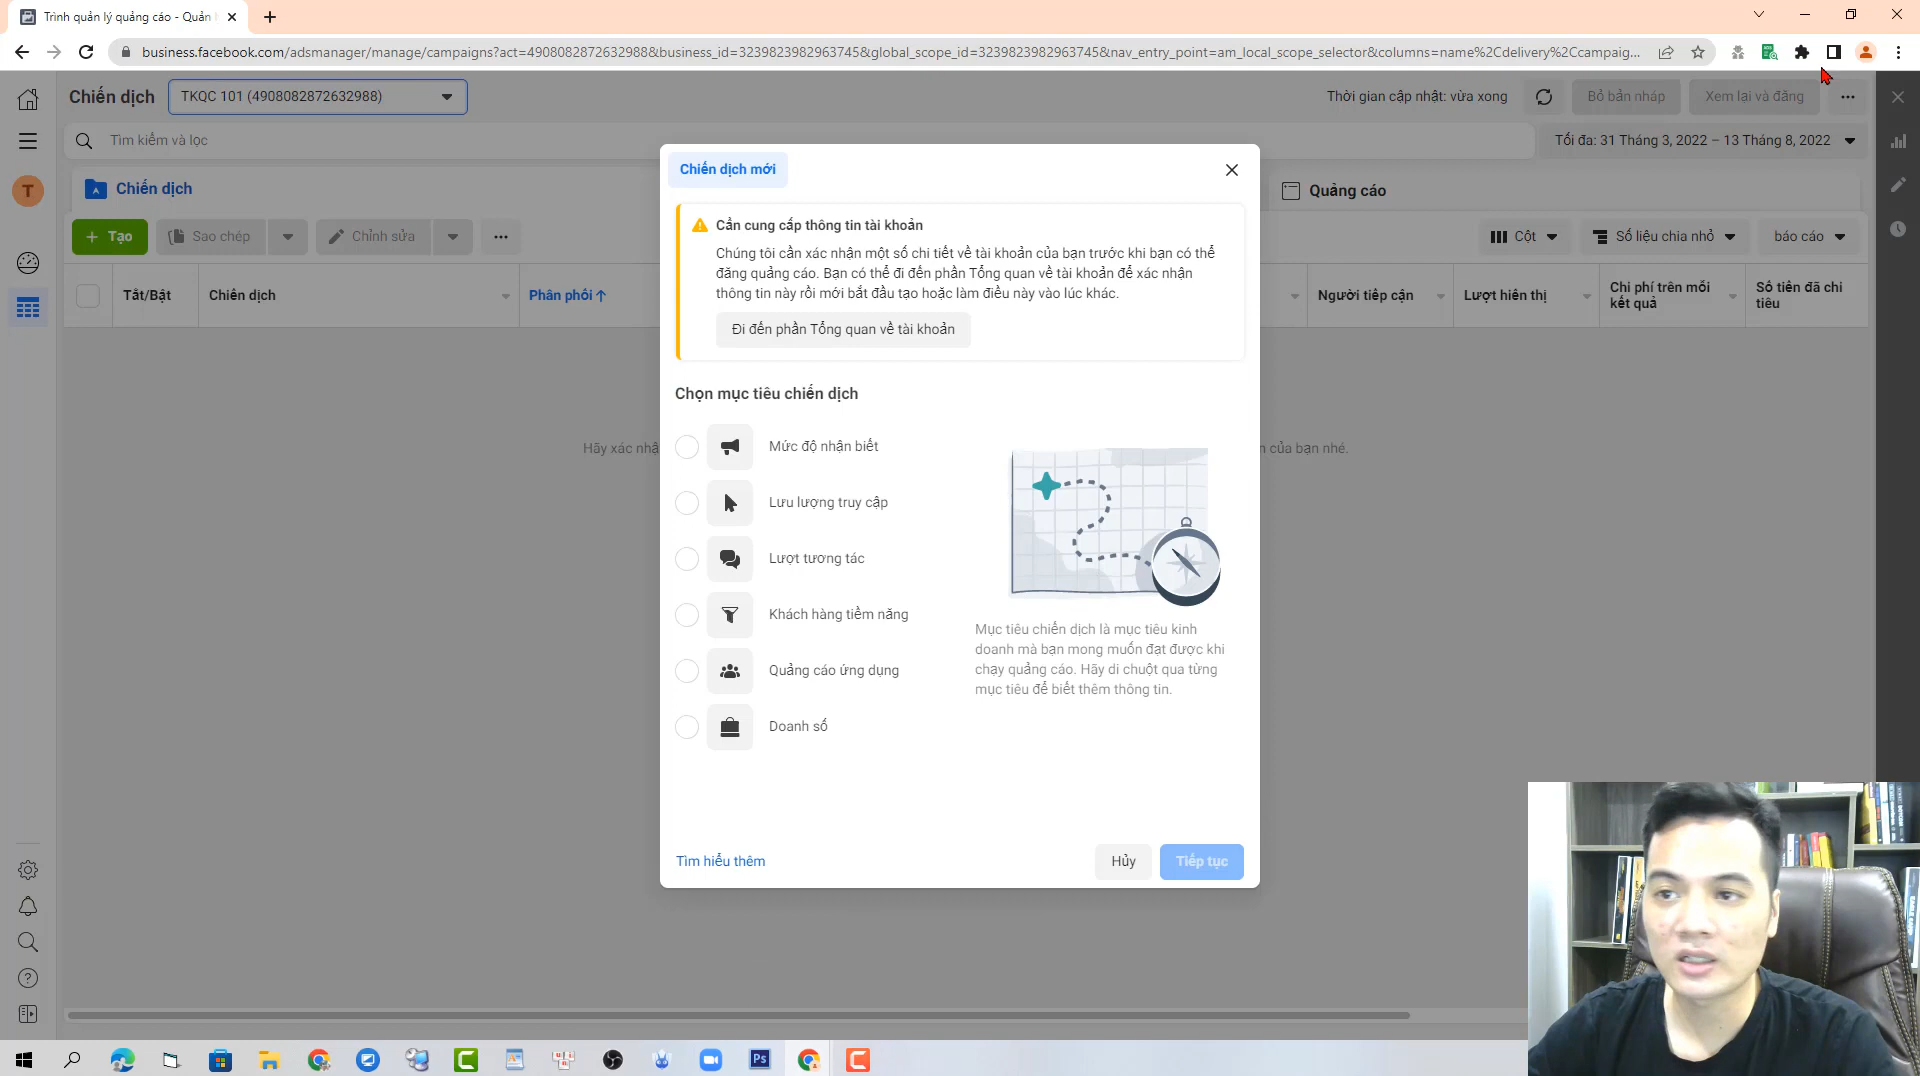 Trình quản lý quảng cáo - Quản
business.facebook.com/adsmanager/manage/campaigns?act=4908082872632988&business_id=323982398296374​5&global_scope_id=323982398296374​5&nav_entry_point=am_local_scope_selector&columns=name%2Cdelivery%2Ccampaig...
Chiến dịch
TKQC 101 (4908082872632988)
Thời gian cập nhật: vừa xong
Bỏ bản nháp
Xem lại và đăng
Tìm kiếm và lọc
Tối đa: 31 Tháng 3, 2022 – 13 Tháng 8, 2022
T
Chiến dịch
Quảng cáo
+ Tạo
Sao chép
Chỉnh sửa
Cột
Số liệu chia nhỏ
báo cáo
Tắt/Bật
Chiến dịch
Phân phối ↑
Người tiếp cận
Lượt hiển thị
Chi phí trên mỗi
kết quả
Số tiền đã chi
tiêu
Hãy xác nhậ
n của bạn nhé.
Chiến dịch mới
Cần cung cấp thông tin tài khoản
Chúng tôi cần xác nhận một số chi tiết về tài khoản của bạn trước khi bạn có thể
đăng quảng cáo. Bạn có thể đi đến phần Tổng quan về tài khoản để xác nhận
thông tin này rồi mới bắt đầu tạo hoặc làm điều này vào lúc khác.
Đi đến phần Tổng quan về tài khoản
Chọn mục tiêu chiến dịch
Mức độ nhận biết
Lưu lượng truy cập
Lượt tương tác
Khách hàng tiềm năng
Quảng cáo ứng dụng
Doanh số
Mục tiêu chiến dịch là mục tiêu kinh
doanh mà bạn mong muốn đạt được khi
chạy quảng cáo. Hãy di chuột qua từng
mục tiêu để biết thêm thông tin.
Tìm hiểu thêm
Hủy
Tiếp tục
Ps